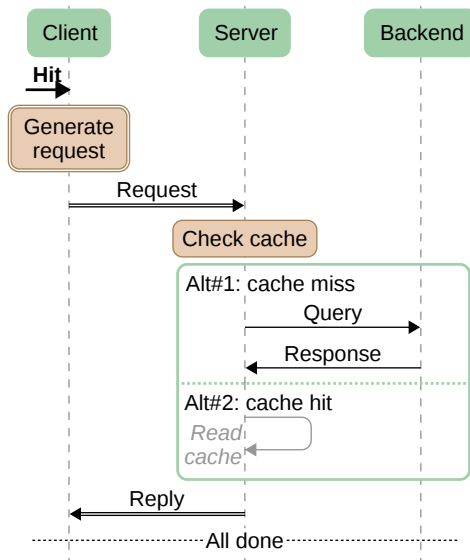 Client Server Backend
Hit
Generate
request
Request
Check cache
Alt#1: cache miss
Query
Response
Alt#2: cache hit
Read
cache
Reply
All done